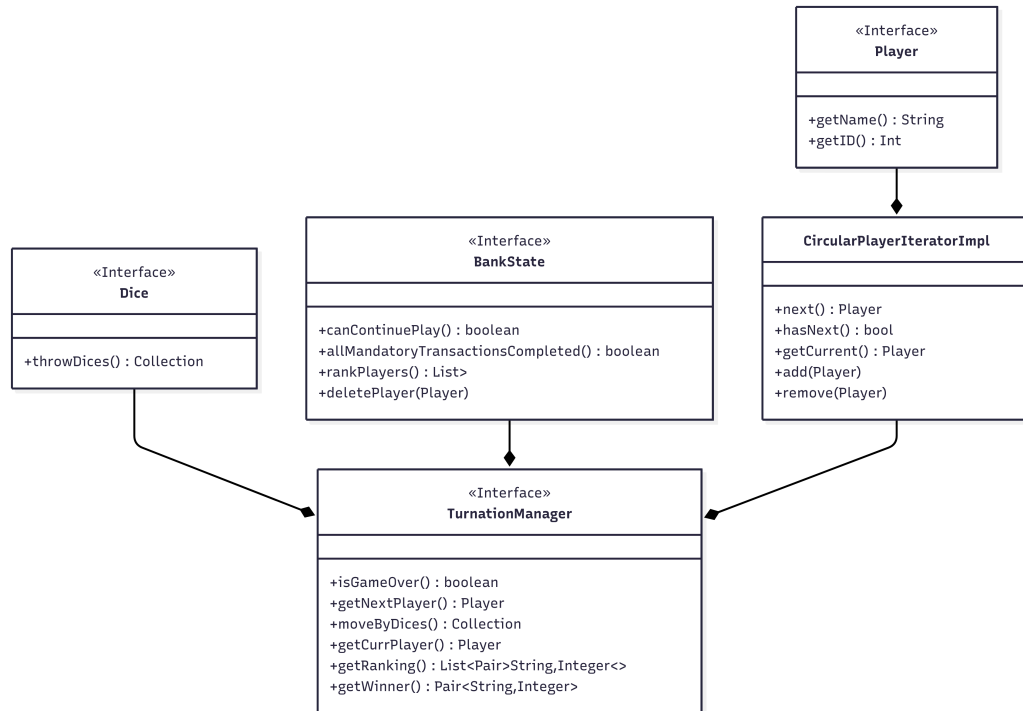 «Interface»
Player
+getName() : String
+getID() : Int
«Interface»
Dice
+throwDices() : Collection
«Interface»
BankState
+canContinuePlay() : boolean
+allMandatoryTransactionsCompleted() : boolean
+rankPlayers() : List>
+deletePlayer(Player)
CircularPlayerIteratorImpl
+next() : Player
+hasNext() : bool
+getCurrent() : Player
+add(Player)
+remove(Player)
«Interface»
TurnationManager
+isGameOver() : boolean
+getNextPlayer() : Player
+moveByDices() : Collection
+getCurrPlayer() : Player
+getRanking() : List<Pair>String,Integer<>
+getWinner() : Pair<String,Integer>